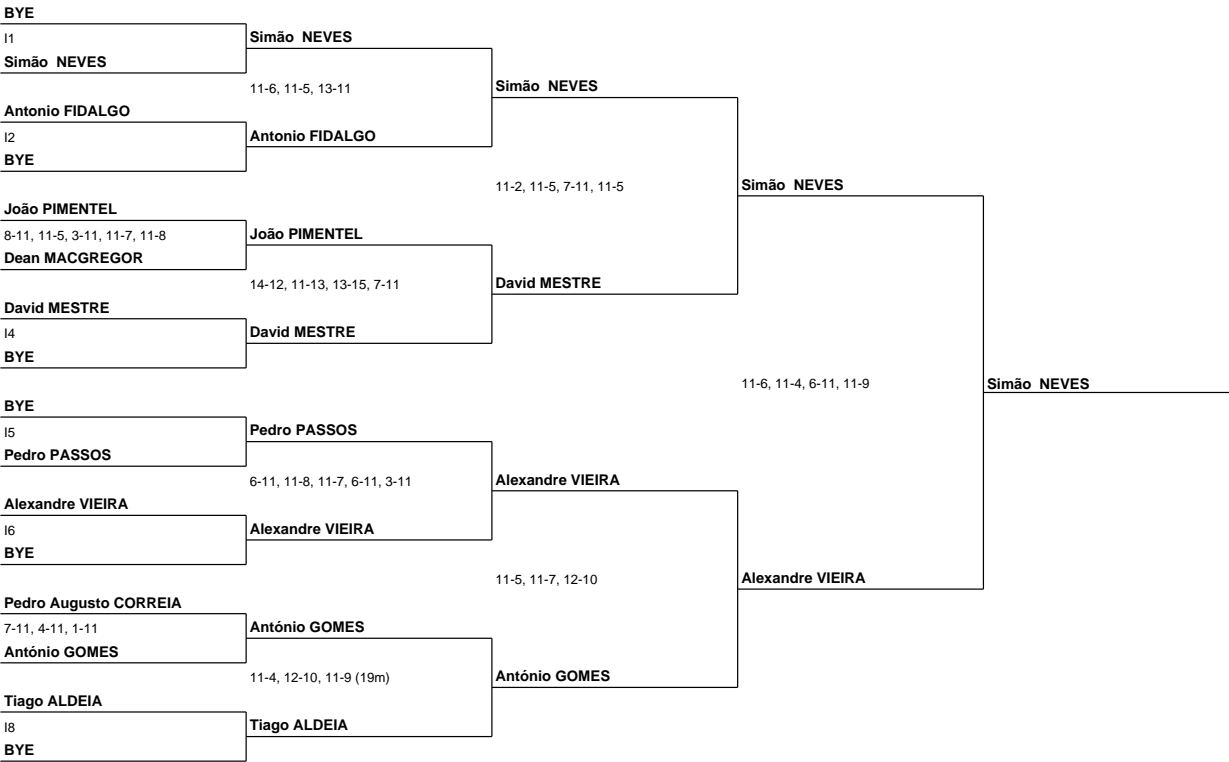 BYE
I1
Simão NEVES
Simão NEVES
11-6, 11-5, 13-11
Simão NEVES
Antonio FIDALGO
I2
Antonio FIDALGO
BYE
11-2, 11-5, 7-11, 11-5
Simão NEVES
João PIMENTEL
8-11, 11-5, 3-11, 11-7, 11-8
João PIMENTEL
Dean MACGREGOR
14-12, 11-13, 13-15, 7-11
David MESTRE
David MESTRE
I4
David MESTRE
BYE
11-6, 11-4, 6-11, 11-9
Simão NEVES
BYE
I5
Pedro PASSOS
Pedro PASSOS
6-11, 11-8, 11-7, 6-11, 3-11
Alexandre VIEIRA
Alexandre VIEIRA
I6
Alexandre VIEIRA
BYE
11-5, 11-7, 12-10
Alexandre VIEIRA
Pedro Augusto CORREIA
7-11, 4-11, 1-11
António GOMES
António GOMES
11-4, 12-10, 11-9 (19m)
António GOMES
Tiago ALDEIA
I8
Tiago ALDEIA
BYE